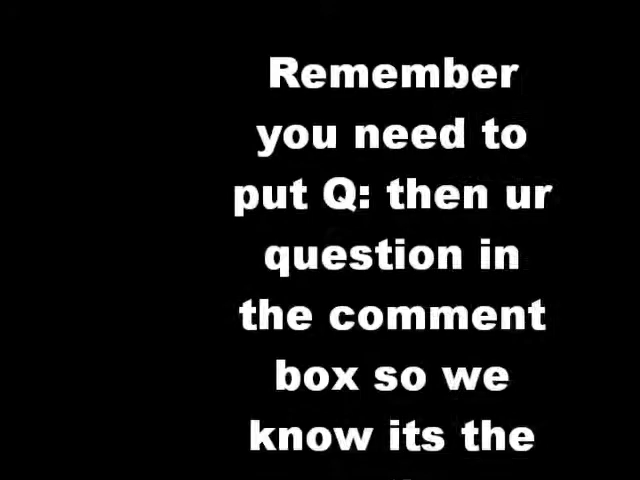 Remember
you need to
put Q: then ur
question in
the comment
box so we
know its the